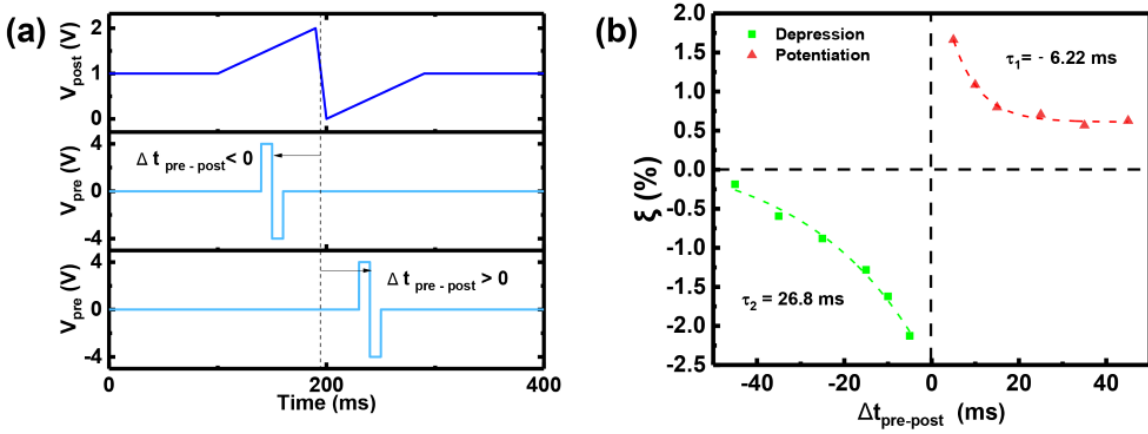 (a)
V_post (V)
2
1
0
V_pre (V)
4
0
-4
Δ t pre - post < 0
V_pre (V)
4
0
-4
Δ t pre - post > 0
0
200
400
Time (ms)
(b)
ξ (%)
2.0
1.5
1.0
0.5
0.0
-0.5
-1.0
-1.5
-2.0
-2.5
Depression
Potentiation
τ1= - 6.22 ms
τ2 = 26.8 ms
-40
-20
0
20
40
Δtpre-post (ms)